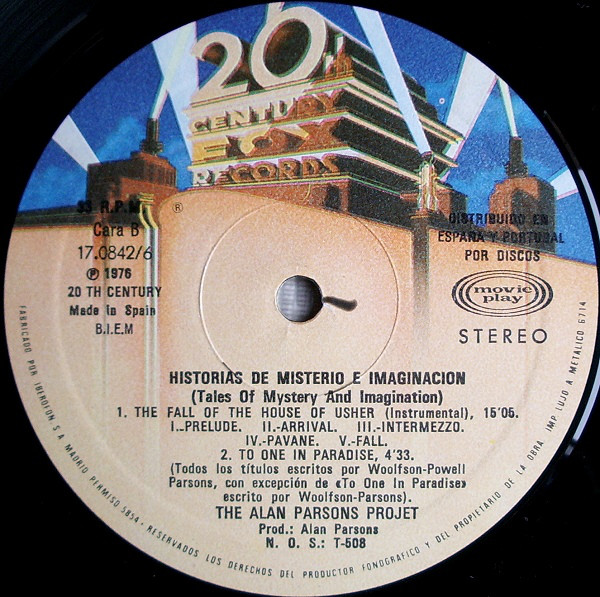 20th
CENTURY
FOX
RECORDS
33 R.P.M.
Cara B
17.0842/6
℗ 1976
20 TH CENTURY
Made in Spain
B.I.E.M
®
DISTRIBUIDO EN
ESPAÑA Y PORTUGAL
POR DISCOS
movie
play
STEREO
HISTORIAS DE MISTERIO E IMAGINACION
(Tales Of Mystery And Imagination)
1. THE FALL OF THE HOUSE OF USHER (Instrumental), 15'05.
I..-PRELUDE. II.-ARRIVAL. III.-INTERMEZZO.
IV.-PAVANE. V.-FALL.
2. TO ONE IN PARADISE, 4'33.
(Todos los títulos escritos por Woolfson-Powell
Parsons, con excepción de «To One In Paradise»
escrito por Woolfson-Parsons).
THE ALAN PARSONS PROJET
Prod.: Alan Parsons
N. O. S.: T-508
FABRICADO POR IBEROFON S A MADRID PERMISO 5854 - RESERVADOS LOS DERECHOS DEL PRODUCTOR FONOGRAFICO Y DEL PROPIETARIO DE LA OBRA. IMP. LUJO A METALICO 6714